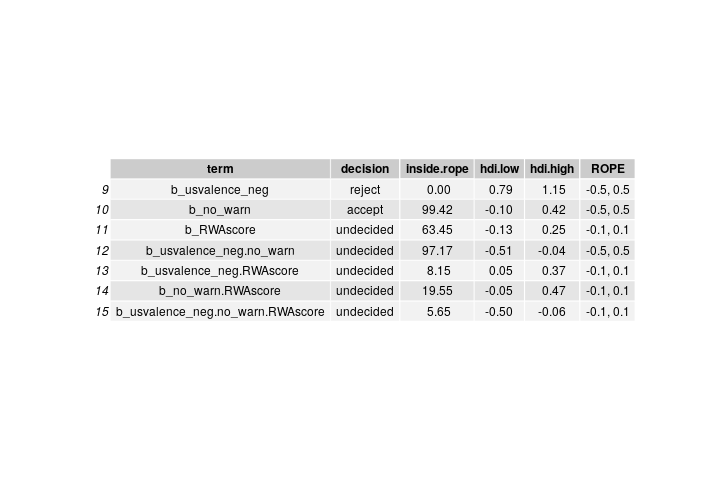 term decision inside.rope hdi.low hdi.high ROPE
9 b_usvalence_neg reject 0.00 0.79 1.15 -0.5, 0.5
10 b_no_warn accept 99.42 -0.10 0.42 -0.5, 0.5
11 b_RWAscore undecided 63.45 -0.13 0.25 -0.1, 0.1
12 b_usvalence_neg.no_warn undecided 97.17 -0.51 -0.04 -0.5, 0.5
13 b_usvalence_neg.RWAscore undecided 8.15 0.05 0.37 -0.1, 0.1
14 b_no_warn.RWAscore undecided 19.55 -0.05 0.47 -0.1, 0.1
15 b_usvalence_neg.no_warn.RWAscore undecided 5.65 -0.50 -0.06 -0.1, 0.1